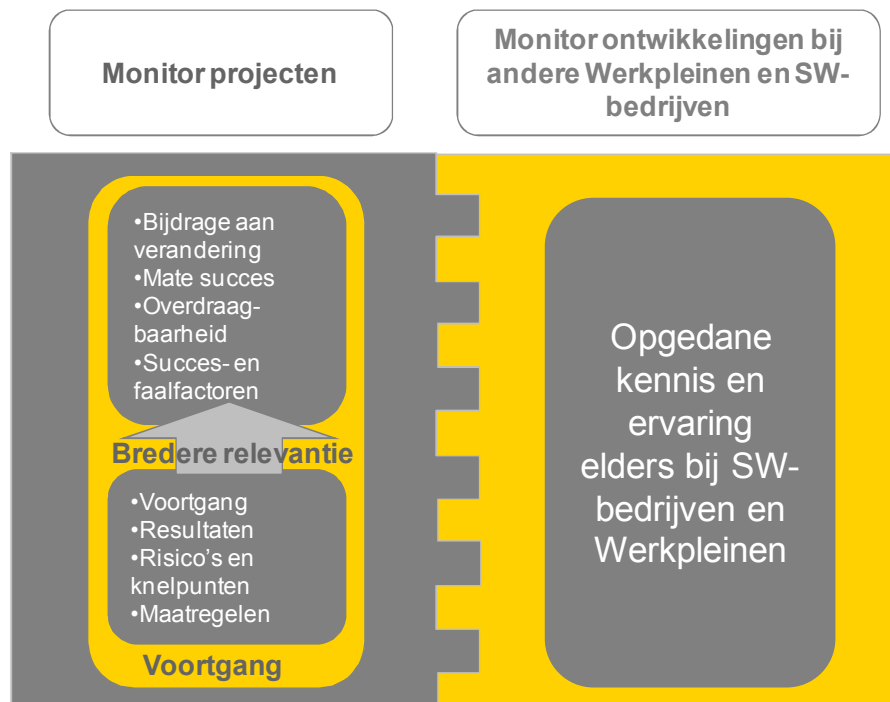 Monitor projecten
Monitor ontwikkelingen bij
andere Werkpleinen en SW-
bedrijven
•Bijdrage aan
verandering
•Mate succes
•Overdraag-
baarheid
•Succes- en
faalfactoren
Bredere relevantie
•Voortgang
•Resultaten
•Risico's en
knelpunten
•Maatregelen
Voortgang
Opgedane
kennis en
ervaring
elders bij SW-
bedrijven en
Werkpleinen